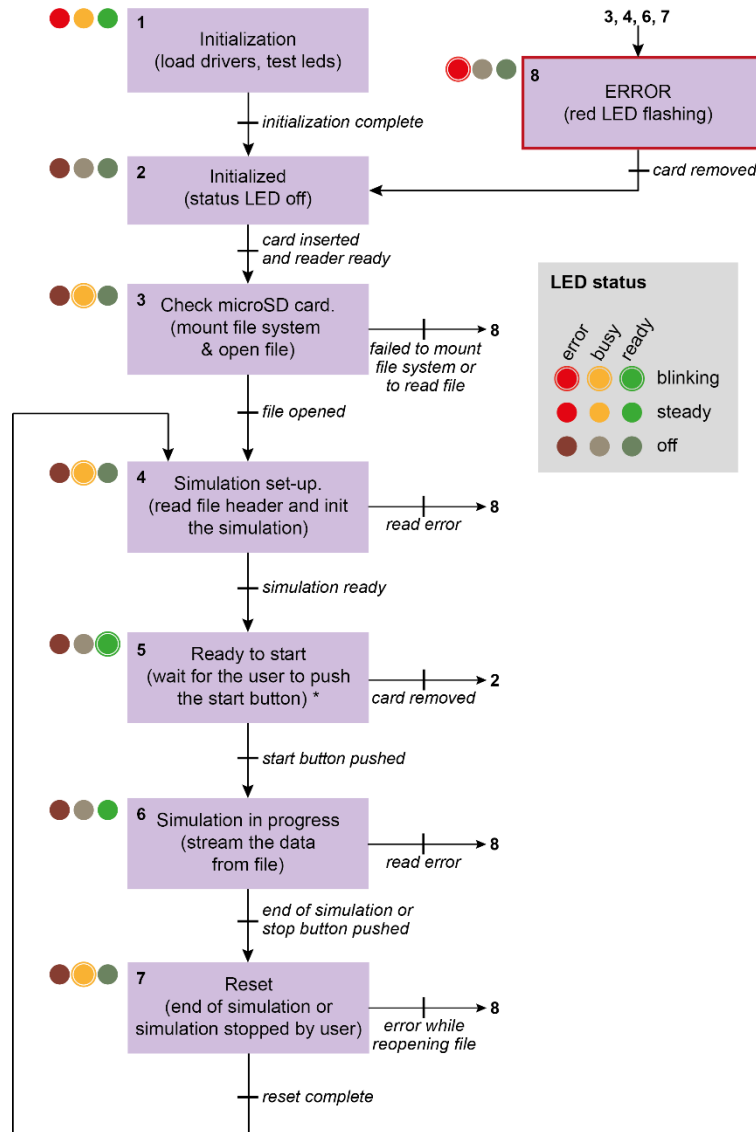 1
Initialization
(load drivers, test leds)
initialization complete
3, 4, 6, 7
8
ERROR
(red LED flashing)
card removed
2
Initialized
(status LED off)
card inserted
and reader ready
3
Check microSD card.
(mount file system
& open file)
8
failed to mount
file system or
to read file
file opened
LED status
error
busy
ready
blinking
steady
off
4
Simulation set-up.
(read file header and init
the simulation)
8
read error
simulation ready
5
Ready to start
(wait for the user to push
the start button) *
2
card removed
start button pushed
6
Simulation in progress
(stream the data
from file)
8
read error
end of simulation or
stop button pushed
7
Reset
(end of simulation or
simulation stopped by user)
8
error while
reopening file
reset complete